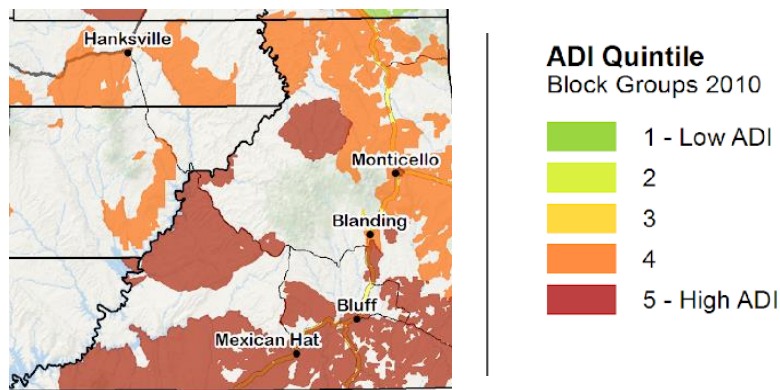 Hanksville
Monticello
Blanding
Bluff
Mexican Hat
ADI Quintile
Block Groups 2010
1 - Low ADI
2
3
4
5 - High ADI